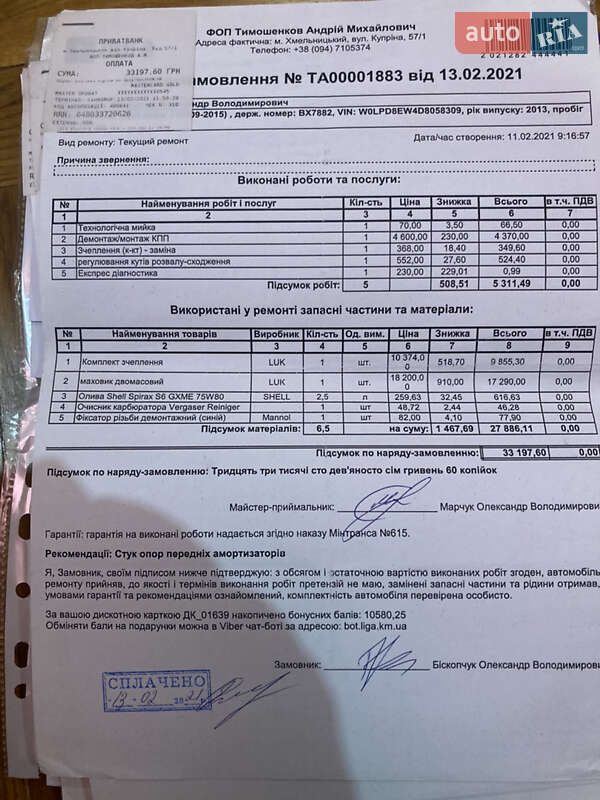 ПРИВАТБАНК
ОПЛАТА
СУМА: 33197.60 ГРН
RRN: 048033720626
ФОП Тимошенков Андрій Михайлович
Адреса фактична: м. Хмельницький, вул. Купріна, 57/1
Телефон: +38 (094) 7105374
auto RIA
мовлення № ТА00001883 від 13.02.2021
ндр Володимирович
09-2015) , держ. номер: BX7882, VIN: W0LPD8EW4D8058309, рік випуску: 2013, пробіг
Вид ремонту: Текущий ремонт
Дата/час створення: 11.02.2021 9:16:57
Причина звернення:
Виконані роботи та послуги:
№ Найменування робіт і послуг Кіл-сть Ціна Знижка Всього в т.ч. ПДВ
1 2 3 4 5 6 7
1 Технологічна мийка 1 70,00 3,50 66,50 0,00
2 Демонтаж/монтаж КПП 1 4 600,00 230,00 4 370,00 0,00
3 Зчеплення (к-кт) - заміна 1 368,00 18,40 349,60 0,00
4 регулювання кутів розвалу-сходження 1 552,00 27,60 524,40 0,00
5 Експрес діагностика 1 230,00 229,01 0,99 0,00
Підсумок робіт: 5 508,51 5 311,49 0,00
Використані у ремонті запасні частини та матеріали:
№ Найменування товарів Виробник Кіл-сть Од. вим. Ціна Знижка Всього в т.ч. ПДВ
1 2 3 4 5 6 7 8 9
1 Комплект зчеплення LUK 1 шт. 10 374,00 518,70 9 855,30 0,00
2 маховик двомасовий LUK 1 шт. 18 200,00 910,00 17 290,00 0,00
3 Олива Shell Spirax S6 GXME 75W80 SHELL 2,5 л 259,63 32,45 616,63 0,00
4 Очисник карбюратора Vergaser Reiniger 1 шт 48,72 2,44 46,28 0,00
5 Фіксатор різьби демонтажний (синій) Mannol 1 шт 82,00 4,10 77,90 0,00
Підсумок матеріалів: 6,5 на суму: 1 467,69 27 886,11 0,00
Підсумок по наряду-замовленню: 33 197,60 0,00
Підсумок по наряду-замовленню: Тридцять три тисячі сто дев'яносто сім гривень 60 копійок
Майстер-приймальник: Марчук Олександр Володимирови
Гарантії: гарантія на виконані роботи надається згідно наказу Мінтранса №615.
Рекомендації: Стук опор передніх амортизаторів
Я, Замовник, своїм підписом нижче підтверджую: з обсягом і остаточною вартістю виконаних робіт згоден, автомобіль
ремонту прийняв, до якості і термінів виконання робіт претензій не маю, замінені запасні частини та рідини отримав,
умовами гарантії та рекомендаціями ознайомлений, комплектність автомобіля перевірена особисто.
За вашою дискотною карткою ДК_01639 накопичено бонусних балів: 10580,25
Обміняти бали на подарунки можна в Viber чат-боті за адресою: bot.liga.km.ua
Замовник: Біскопчук Олександр Володимирови
СПЛАЧЕНО
13 02 2021